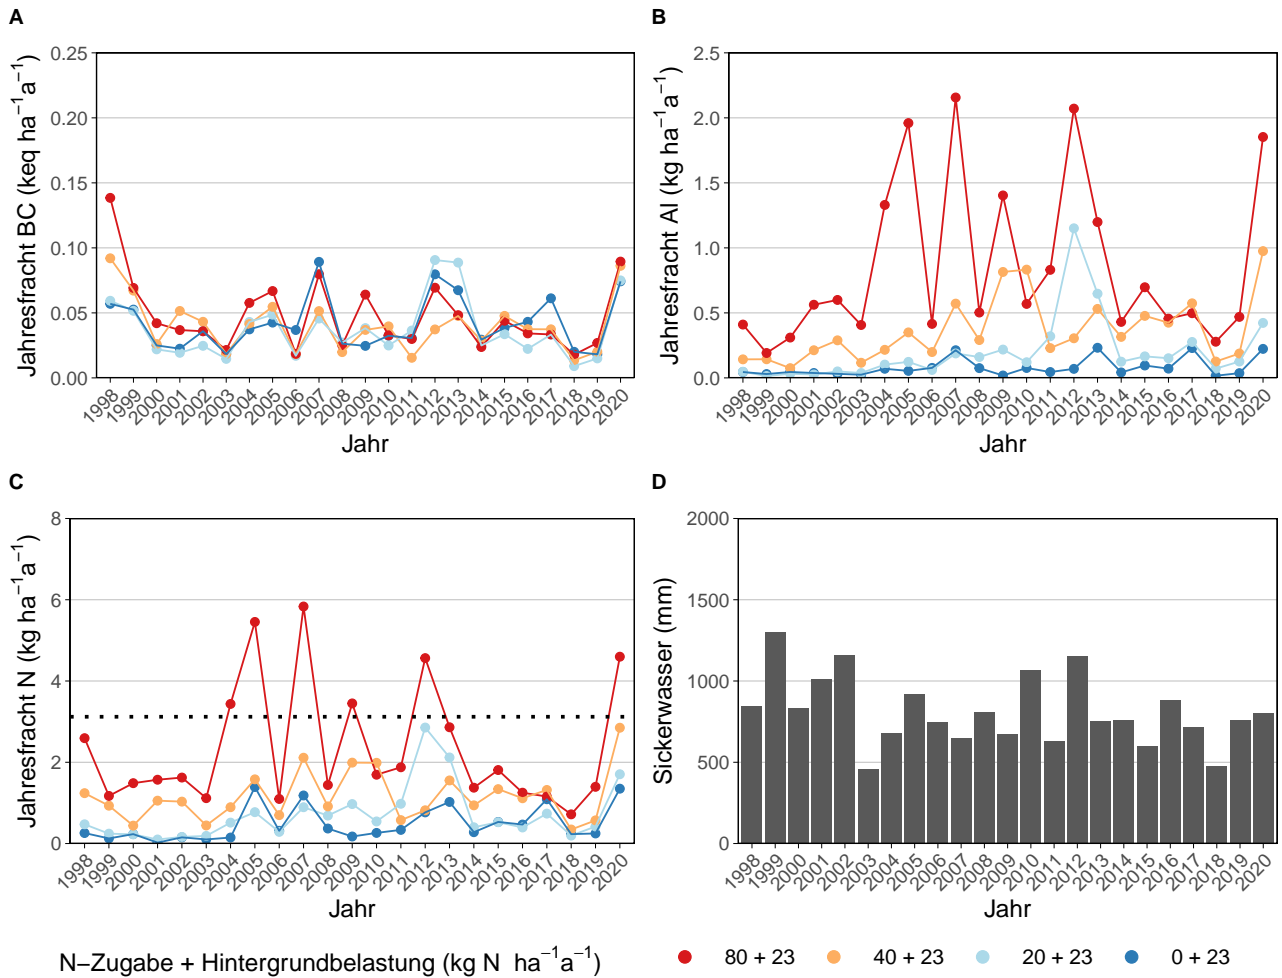 A
Jahresfracht BC (keq ha⁻¹a⁻¹)
0.25
0.20
0.15
0.10
0.05
0.00
1998 1999 2000 2001 2002 2003 2004 2005 2006 2007 2008 2009 2010 2011 2012 2013 2014 2015 2016 2017 2018 2019 2020
Jahr
B
Jahresfracht Al (kg ha⁻¹a⁻¹)
2.5
2.0
1.5
1.0
0.5
0.0
1998 1999 2000 2001 2002 2003 2004 2005 2006 2007 2008 2009 2010 2011 2012 2013 2014 2015 2016 2017 2018 2019 2020
Jahr
C
Jahresfracht N (kg ha⁻¹a⁻¹)
8
6
4
2
0
1998 1999 2000 2001 2002 2003 2004 2005 2006 2007 2008 2009 2010 2011 2012 2013 2014 2015 2016 2017 2018 2019 2020
Jahr
D
Sickerwasser (mm)
2000
1500
1000
500
0
1998 1999 2000 2001 2002 2003 2004 2005 2006 2007 2008 2009 2010 2011 2012 2013 2014 2015 2016 2017 2018 2019 2020
Jahr
N−Zugabe + Hintergrundbelastung (kg N ha⁻¹a⁻¹) 80 + 23 40 + 23 20 + 23 0 + 23